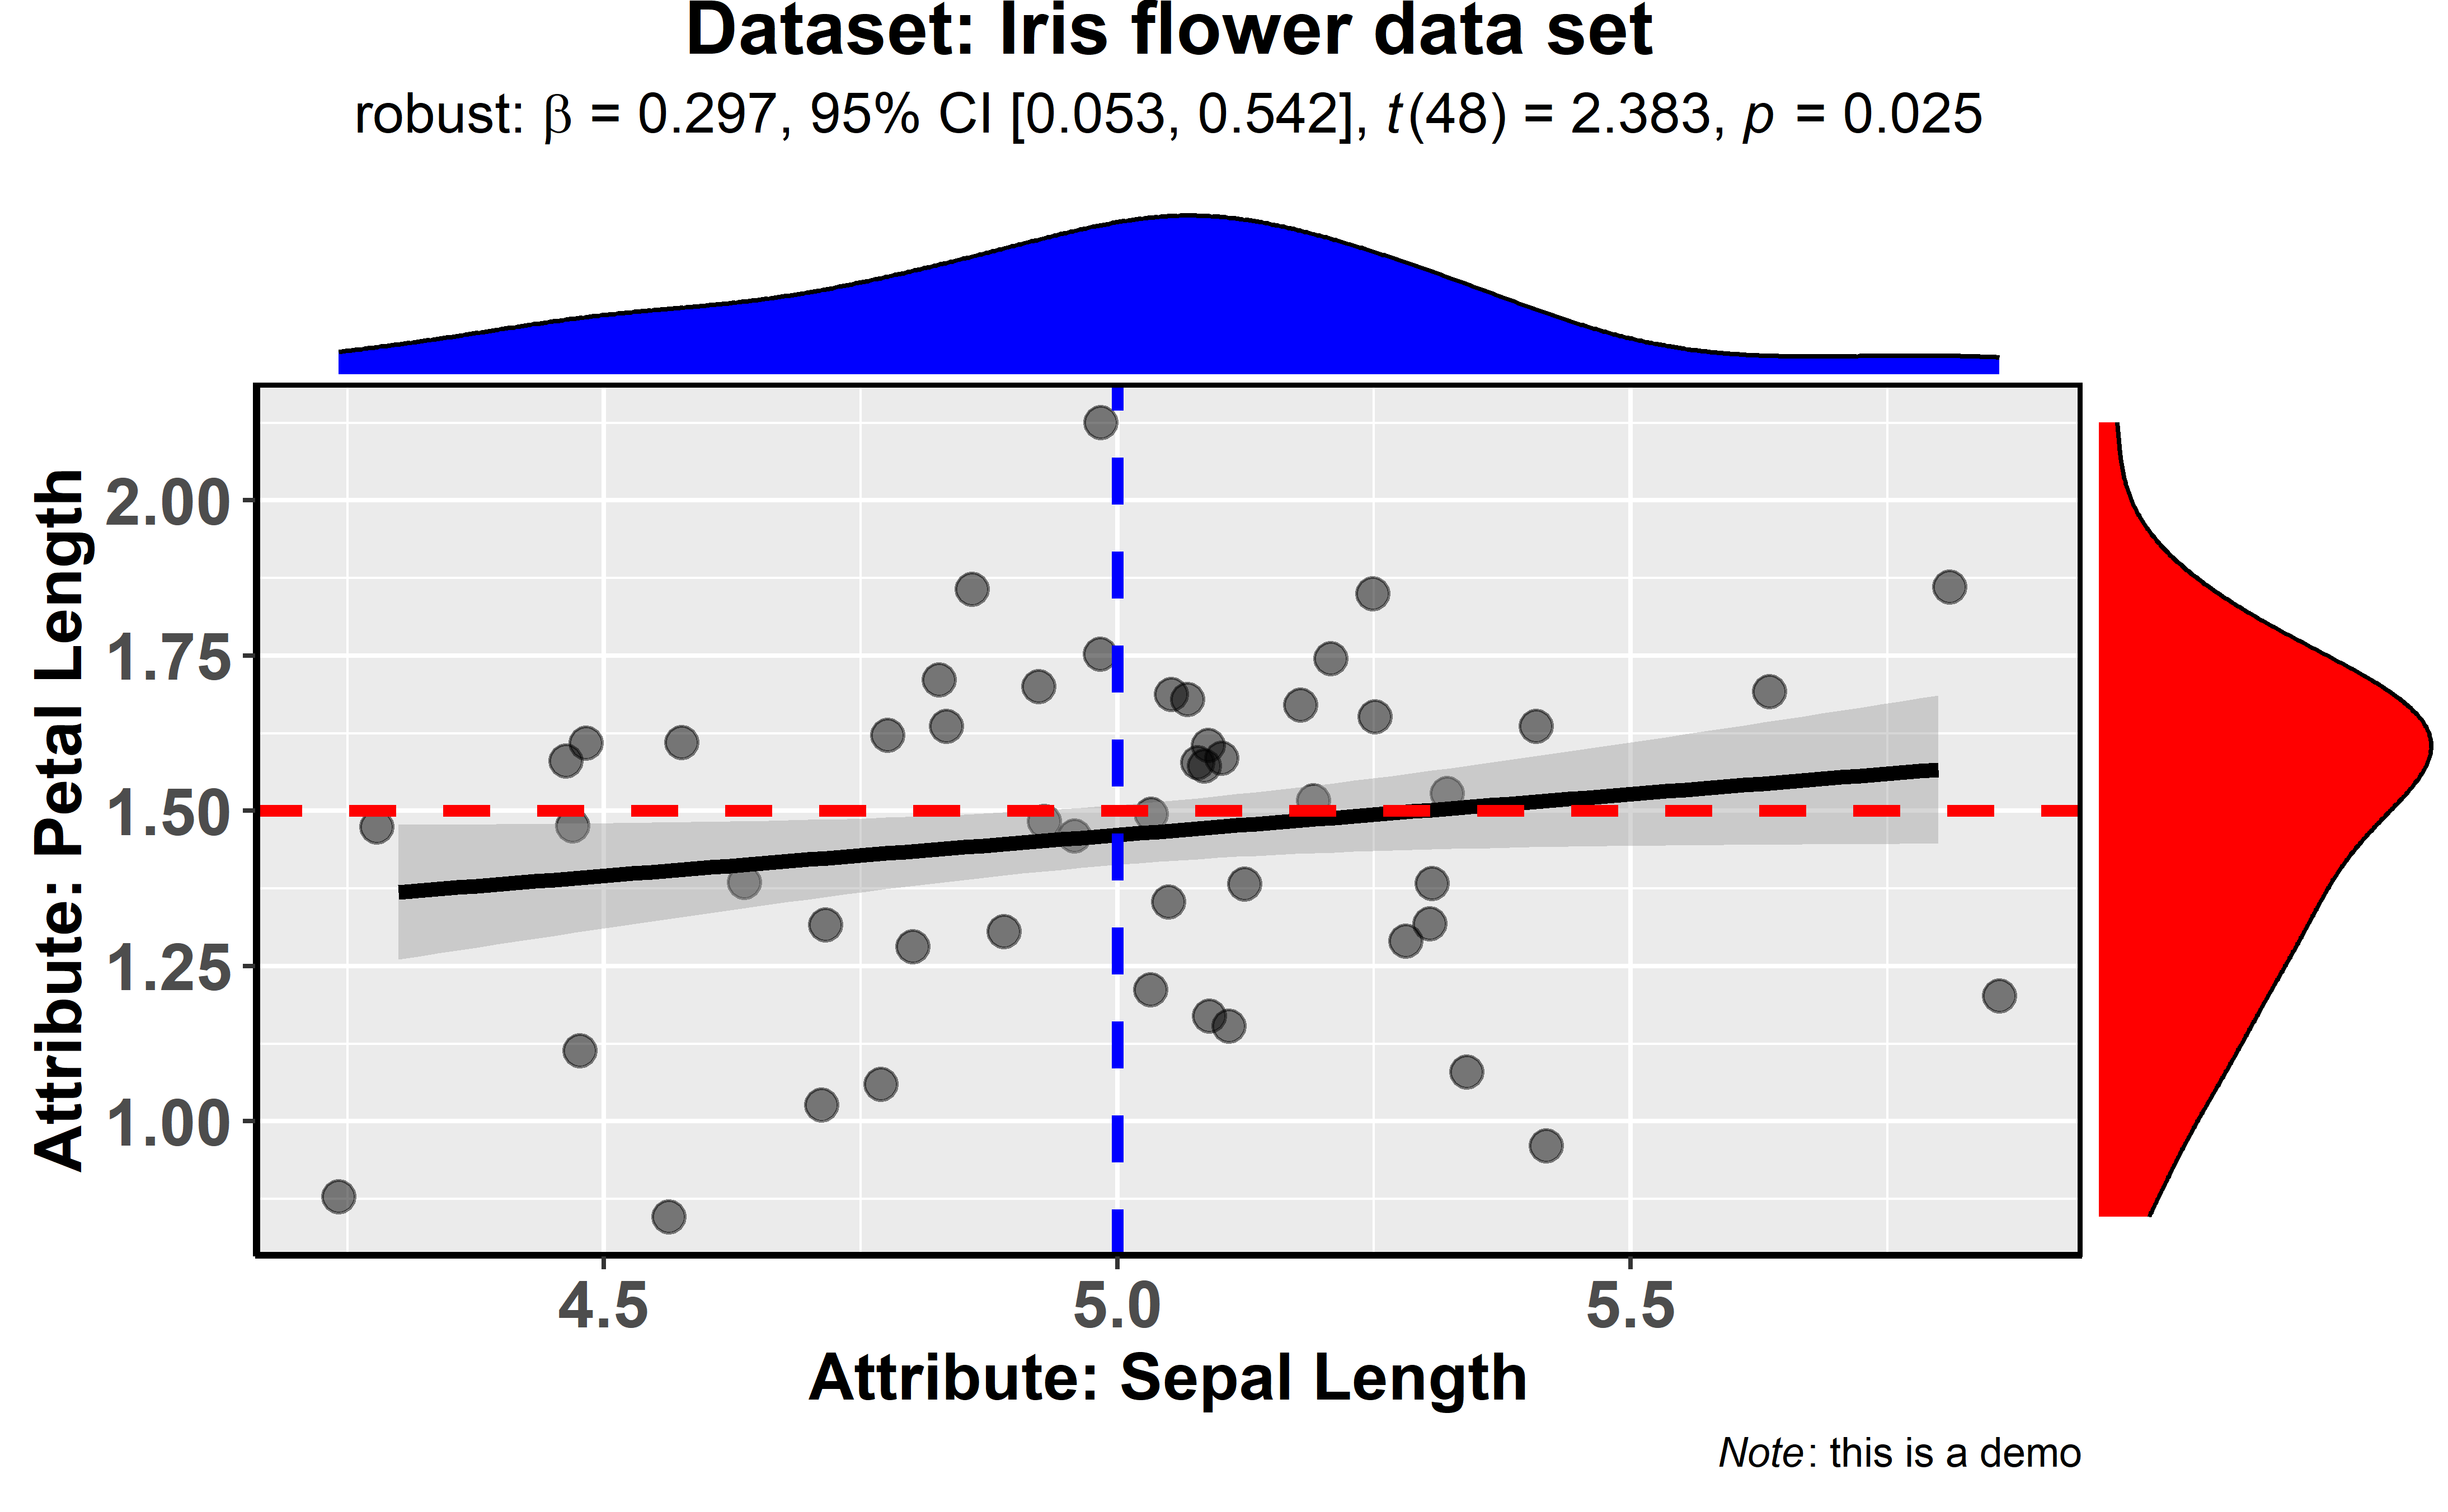 Dataset: Iris flower data set
robust: β = 0.297, 95% CI [0.053, 0.542], t(48) = 2.383, p = 0.025
Attribute: Petal Length
2.00
1.75
1.50
1.25
1.00
4.5 5.0 5.5
Attribute: Sepal Length
Note: this is a demo